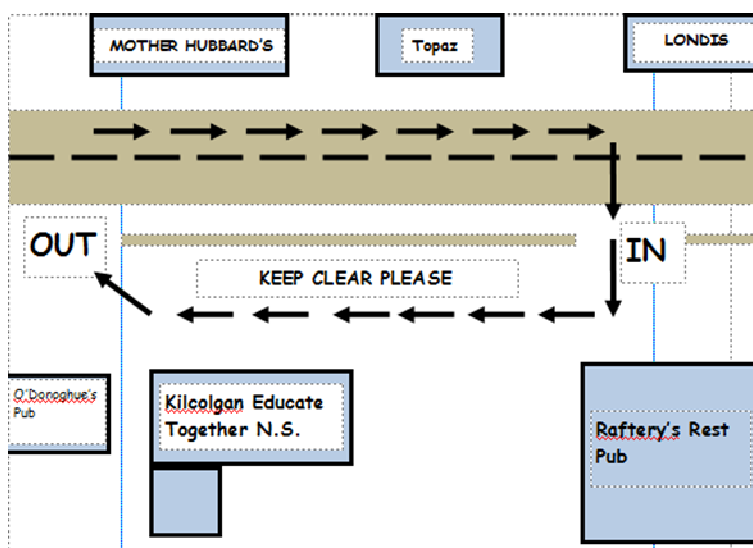 MOTHER HUBBARD'S
Topaz
LONDIS
OUT
IN
KEEP CLEAR PLEASE
O'Donoghue's
Pub
Kilcolgan Educate
Together N.S.
Raftery's Rest
Pub